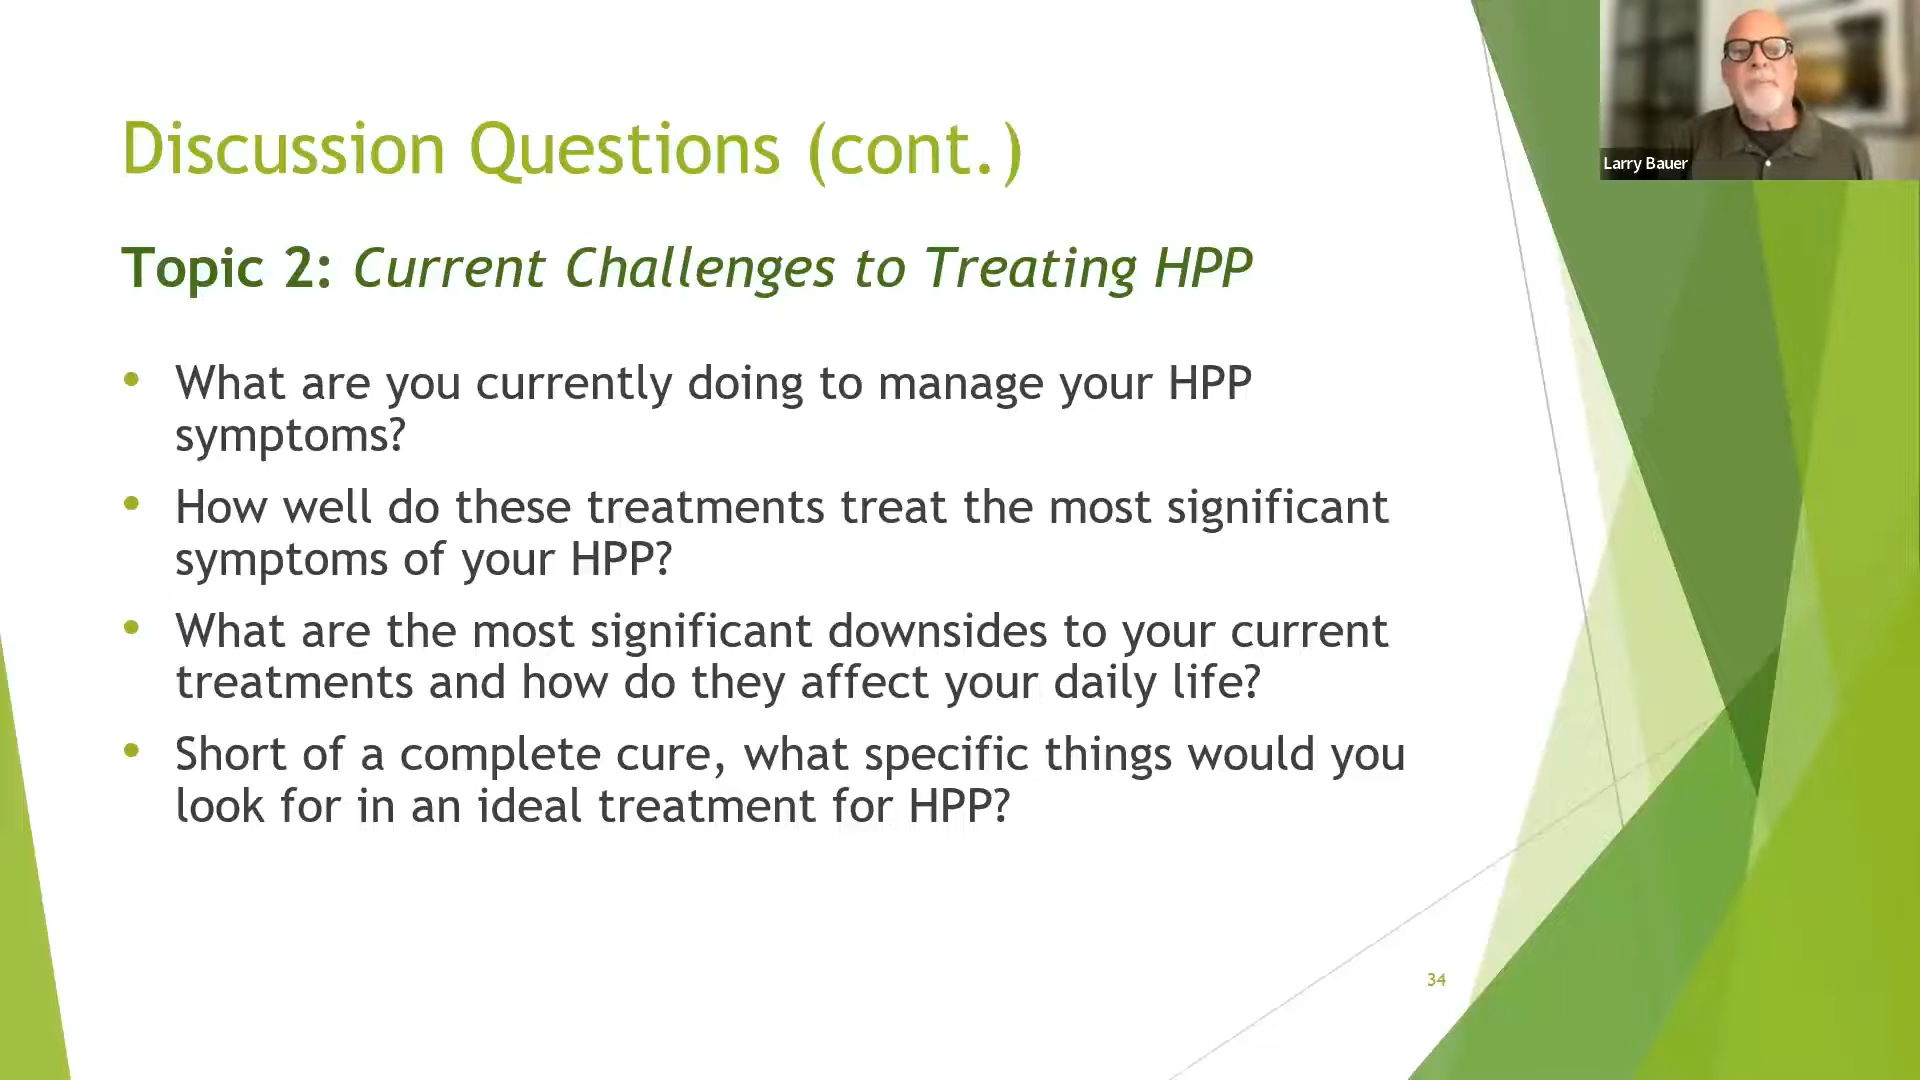 Larry Bauer
Discussion Questions (cont.)
Topic 2: Current Challenges to Treating HPP
• What are you currently doing to manage your HPP
symptoms?
• How well do these treatments treat the most significant
symptoms of your HPP?
• What are the most significant downsides to your current
treatments and how do they affect your daily life?
• Short of a complete cure, what specific things would you
look for in an ideal treatment for HPP?
34